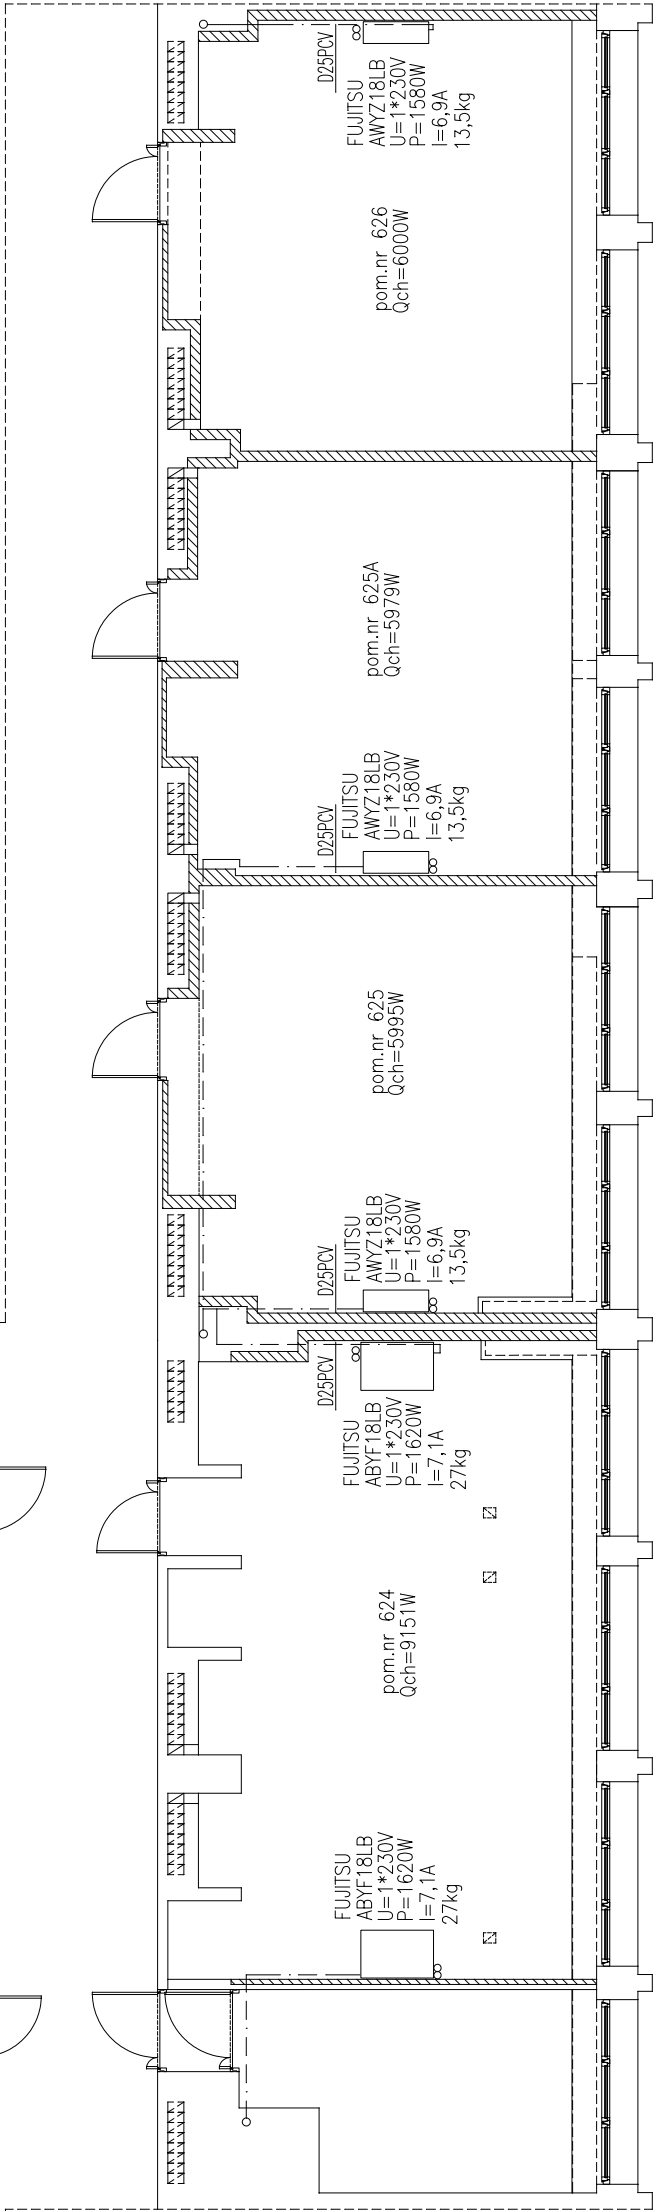 D25PCV
FUJITSU
AWYZ18LB
U=1*230V
P=1580W
I=6,9A
13,5kg
pom.nr 626
Qch=6000W
pom.nr 625A
Qch=5979W
D25PCV
FUJITSU
AWYZ18LB
U=1*230V
P=1580W
I=6,9A
13,5kg
pom.nr 625
Qch=5995W
D25PCV
FUJITSU
AWYZ18LB
U=1*230V
P=1580W
I=6,9A
13,5kg
D25PCV
FUJITSU
ABYF18LB
U=1*230V
P=1620W
I=7,1A
27kg
pom.nr 624
Qch=9151W
FUJITSU
ABYF18LB
U=1*230V
P=1620W
I=7,1A
27kg